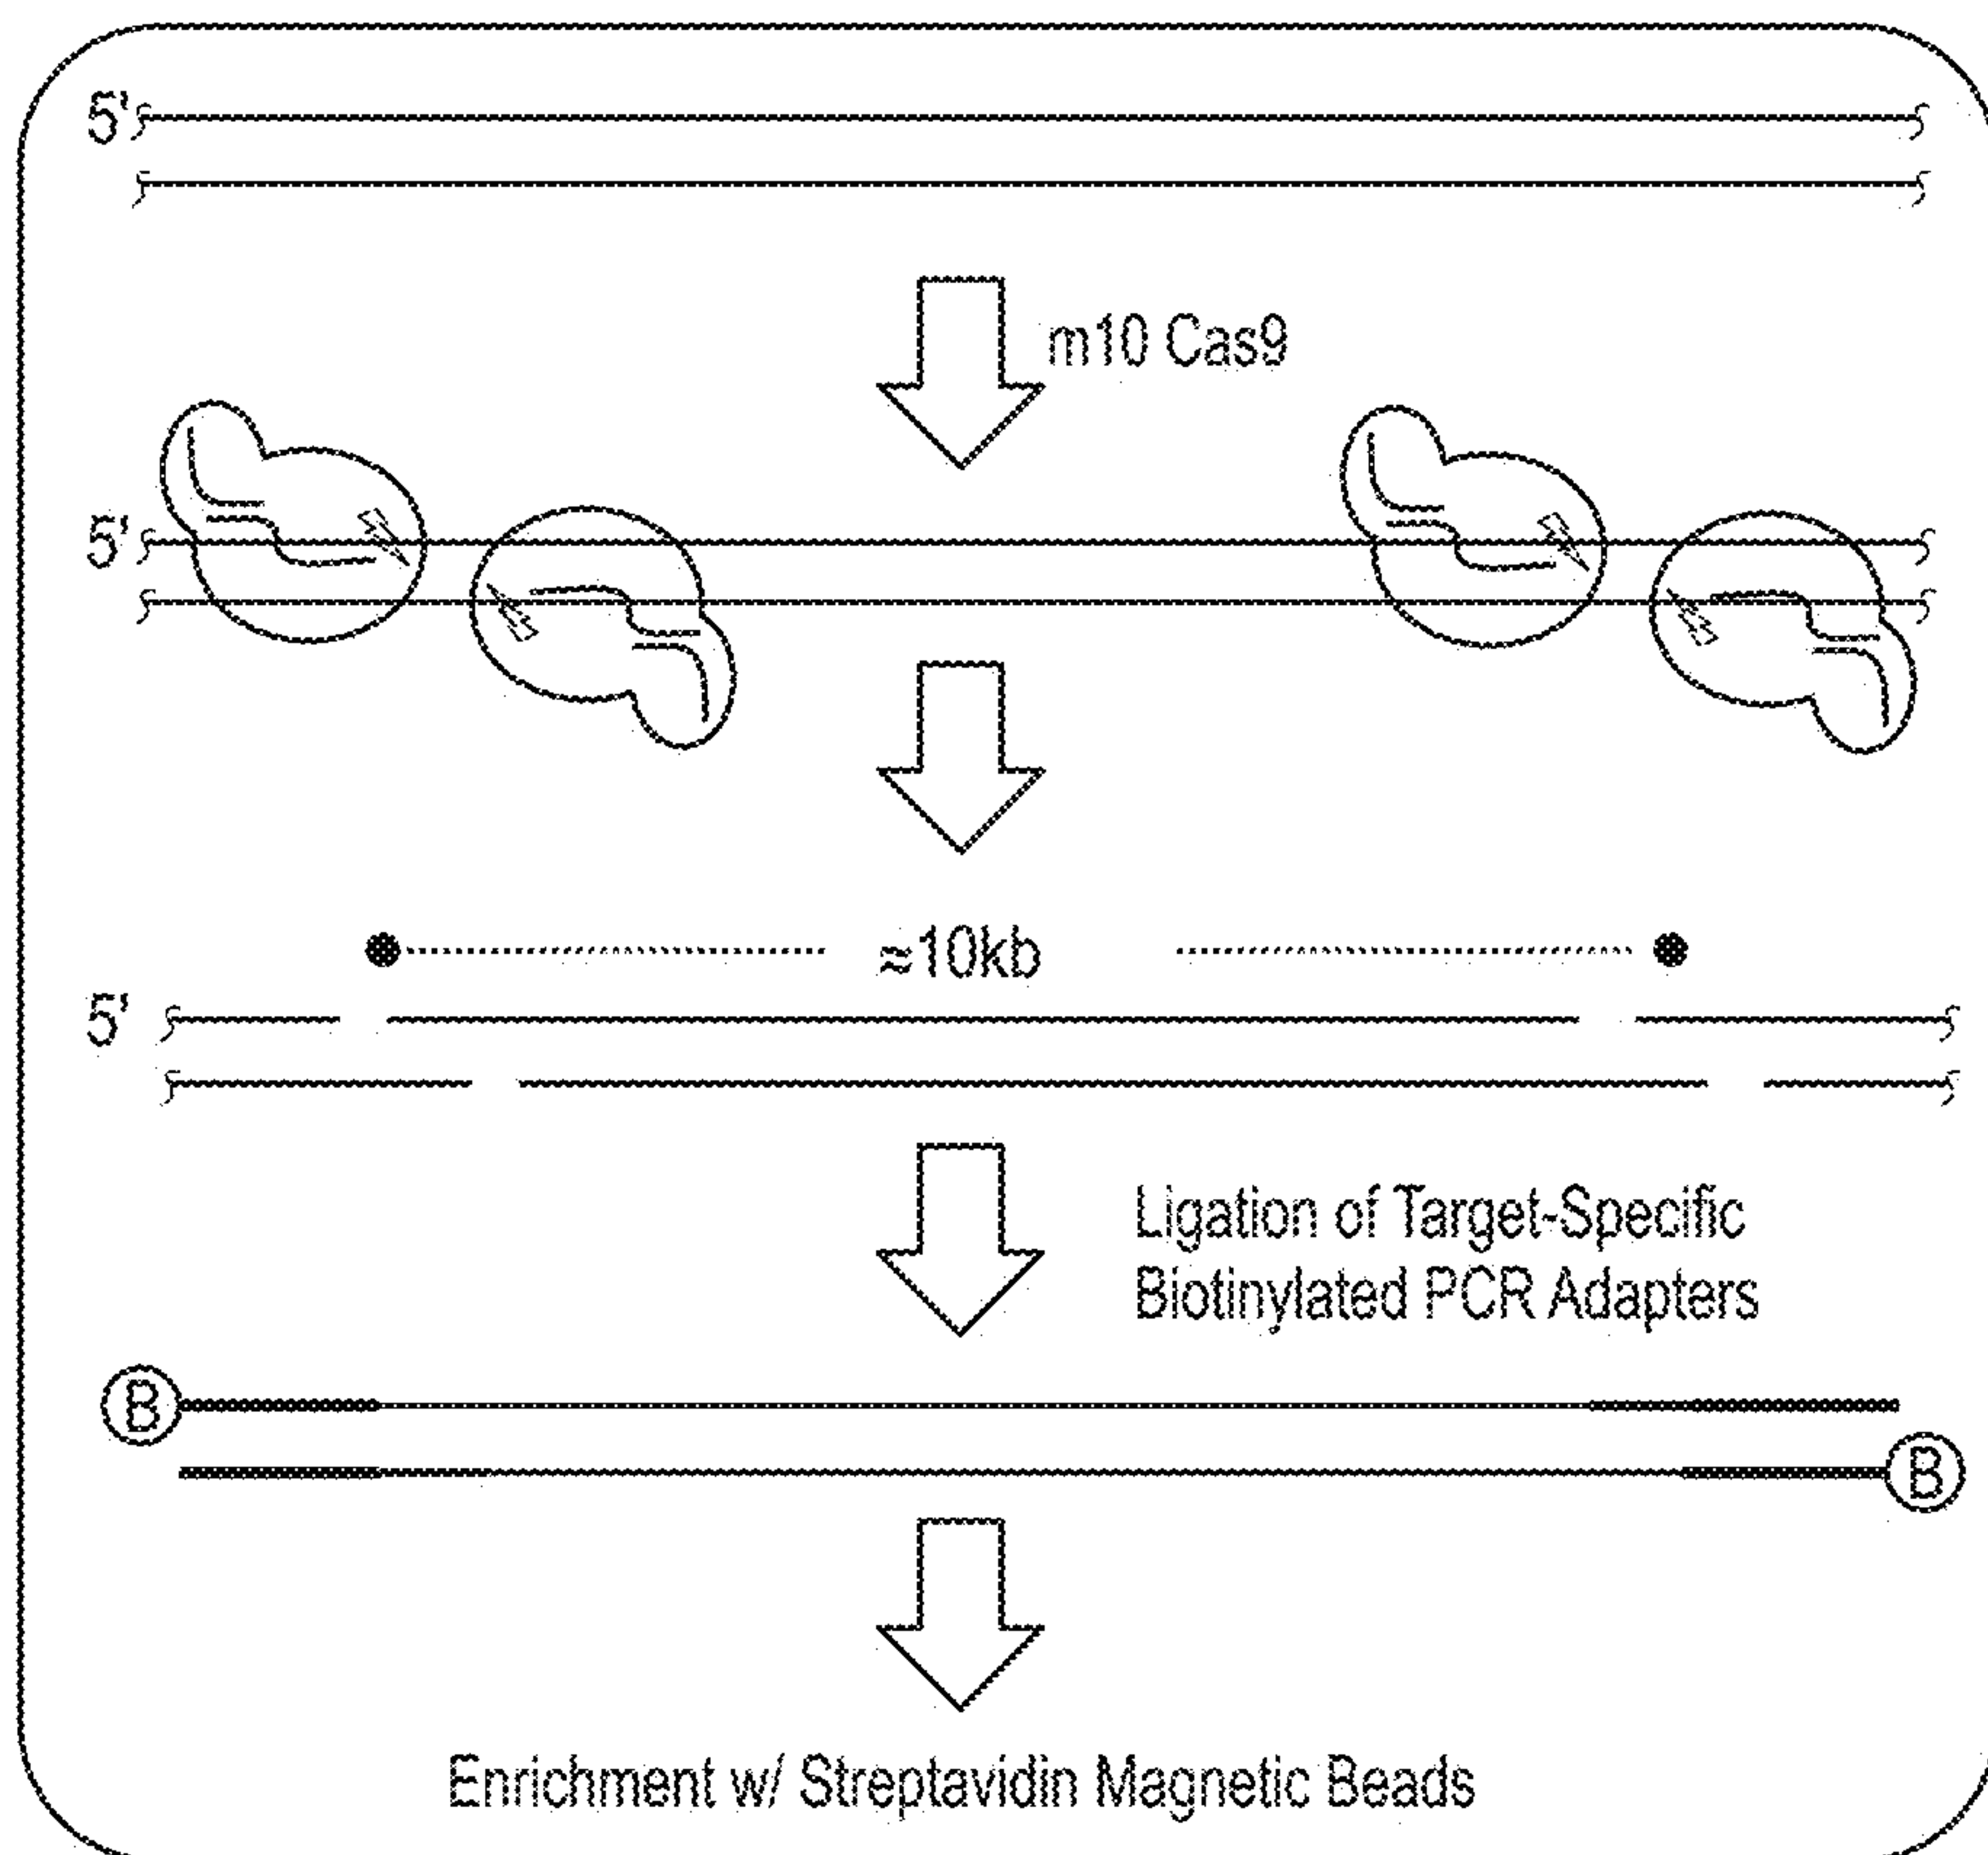 5'
m10 Cas9
5'
≈10kb
5'
Ligation of Target-Specific
Biotinylated PCR Adapters
B
B
Enrichment w/ Streptavidin Magnetic Beads